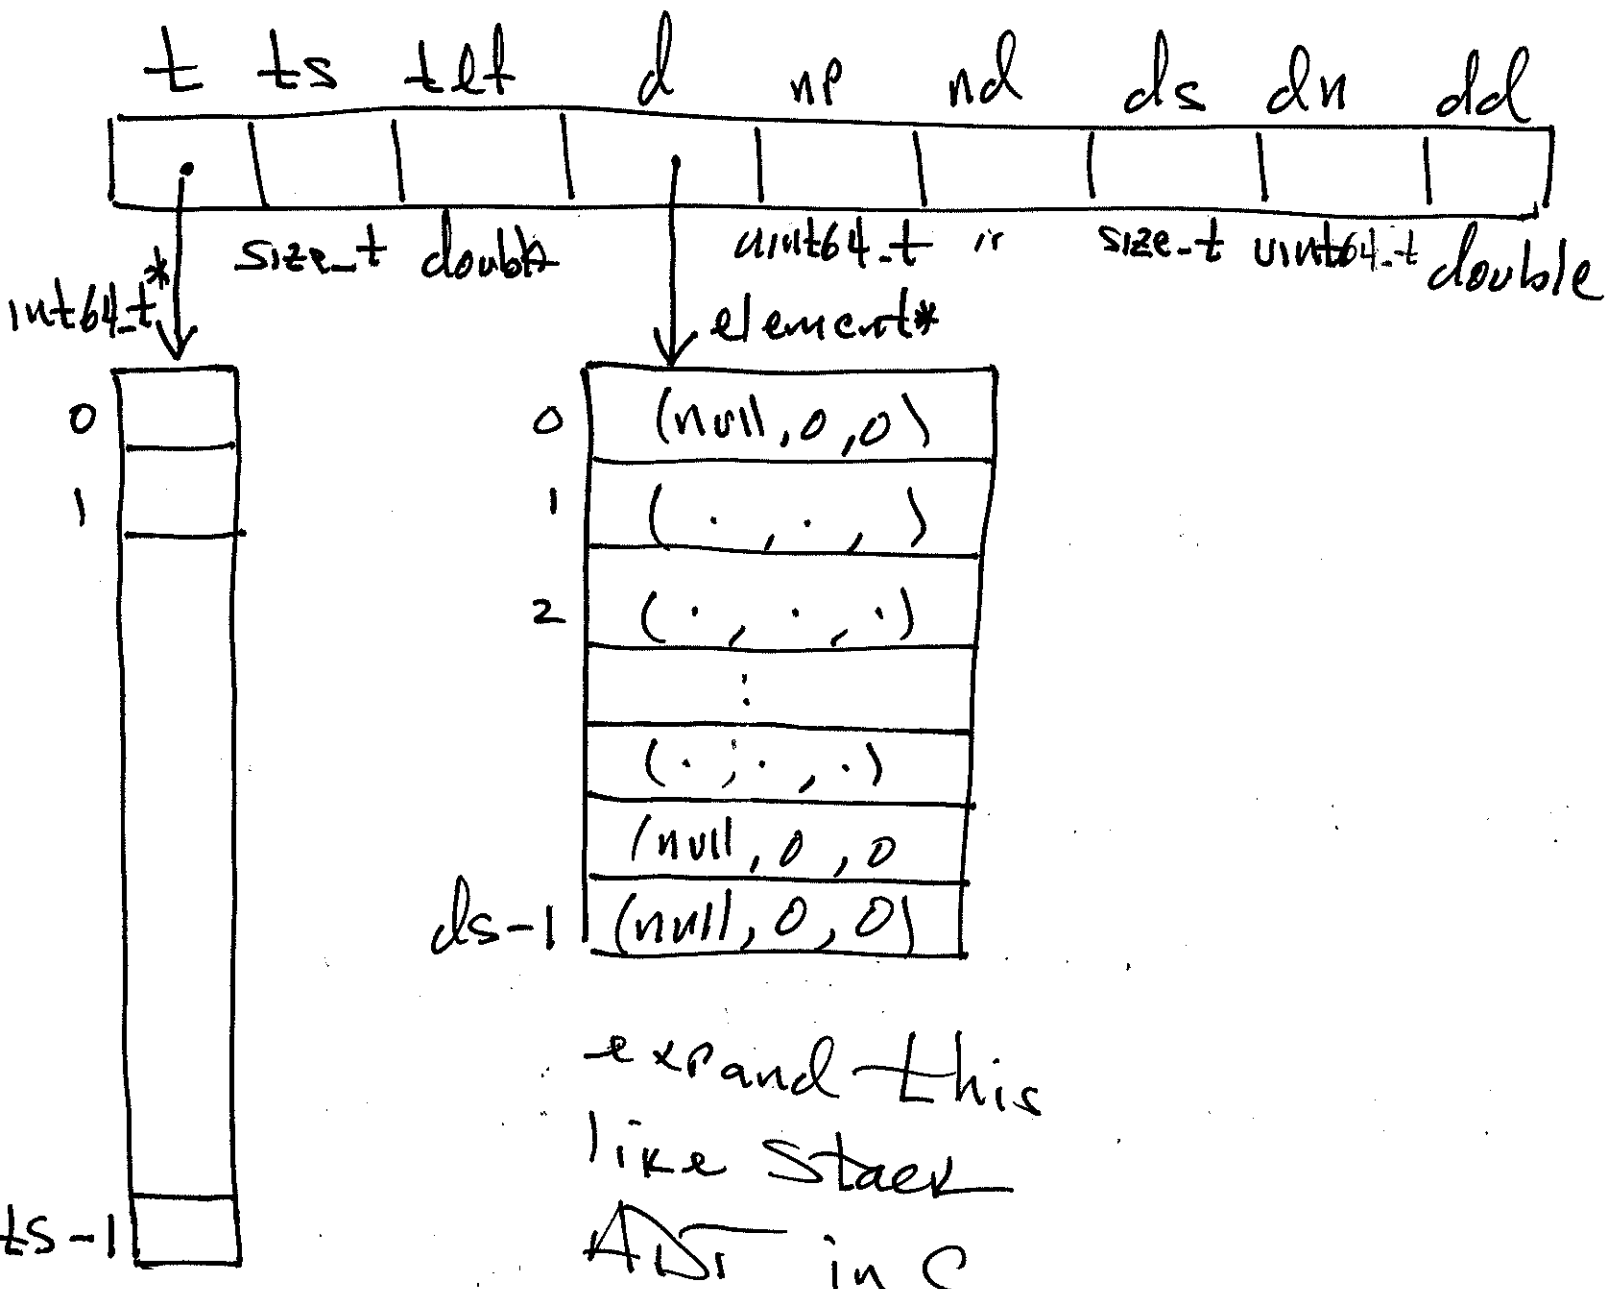 t ts tlf d np nd ds dn dd
size_t double uint64_t " size_t uint64_t double
int64_t* element*
0 0 (null, 0, 0)
1 1 ( · , · , )
2 ( · , · , · )
:
( · , · , · )
(null, 0, 0
ds-1 (null, 0, 0)
expand this
like Stack
ts-1
ADT in C